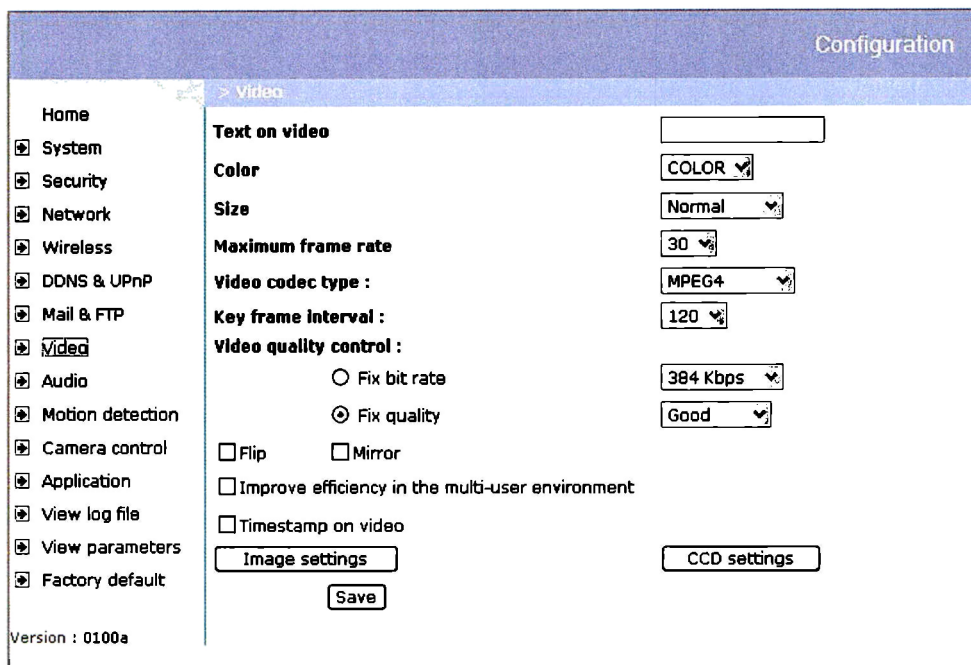 Configuration
> Video
Home
System
Security
Network
Wireless
DDNS & UPnP
Mail & FTP
Video
Audio
Motion detection
Camera control
Application
View log file
View parameters
Factory default
Version : 0100a
Text on video
Color COLOR
Size Normal
Maximum frame rate 30
Video codec type : MPEG4
Key frame interval : 120
Video quality control :
Fix bit rate 384 Kbps
Fix quality Good
Flip Mirror
Improve efficiency in the multi-user environment
Timestamp on video
Image settings CCD settings
Save